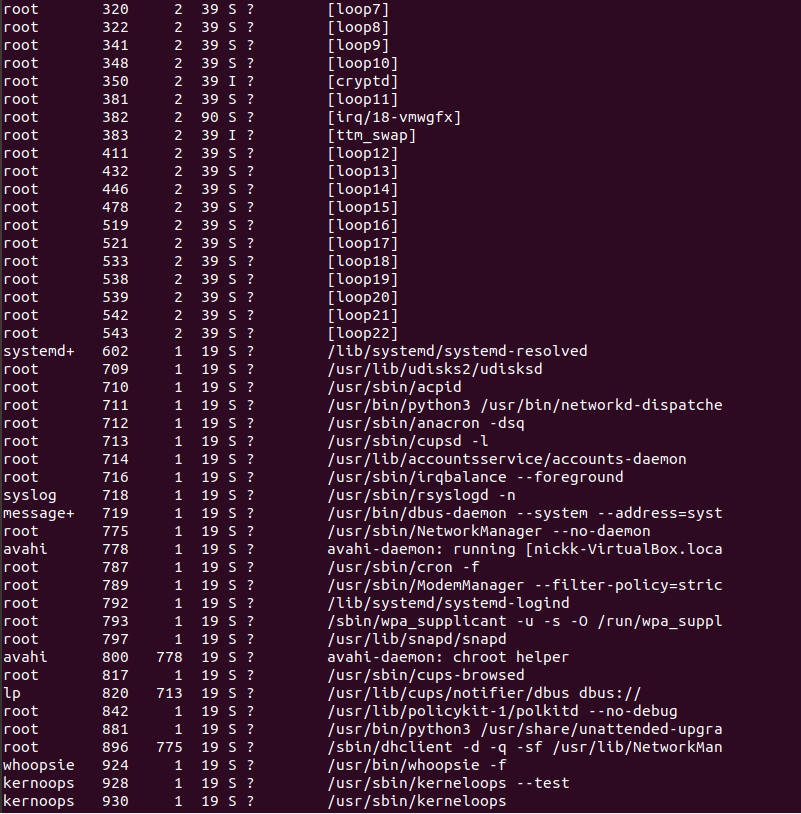 root 320 2 39 S ? [loop7]
root 322 2 39 S ? [loop8]
root 341 2 39 S ? [loop9]
root 348 2 39 S ? [loop10]
root 350 2 39 I ? [cryptd]
root 381 2 39 S ? [loop11]
root 382 2 90 S ? [irq/18-vmwgfx]
root 383 2 39 I ? [ttm_swap]
root 411 2 39 S ? [loop12]
root 432 2 39 S ? [loop13]
root 446 2 39 S ? [loop14]
root 478 2 39 S ? [loop15]
root 519 2 39 S ? [loop16]
root 521 2 39 S ? [loop17]
root 533 2 39 S ? [loop18]
root 538 2 39 S ? [loop19]
root 539 2 39 S ? [loop20]
root 542 2 39 S ? [loop21]
root 543 2 39 S ? [loop22]
systemd+ 602 1 19 S ? /lib/systemd/systemd-resolved
root 709 1 19 S ? /usr/lib/udisks2/udisksd
root 710 1 19 S ? /usr/sbin/acpid
root 711 1 19 S ? /usr/bin/python3 /usr/bin/networkd-dispatche
root 712 1 19 S ? /usr/sbin/anacron -dsq
root 713 1 19 S ? /usr/sbin/cupsd -l
root 714 1 19 S ? /usr/lib/accountsservice/accounts-daemon
root 716 1 19 S ? /usr/sbin/irqbalance --foreground
syslog 718 1 19 S ? /usr/sbin/rsyslogd -n
message+ 719 1 19 S ? /usr/bin/dbus-daemon --system --address=syst
root 775 1 19 S ? /usr/sbin/NetworkManager --no-daemon
avahi 778 1 19 S ? avahi-daemon: running [nickk-VirtualBox.loca
root 787 1 19 S ? /usr/sbin/cron -f
root 789 1 19 S ? /usr/sbin/ModemManager --filter-policy=stric
root 792 1 19 S ? /lib/systemd/systemd-logind
root 793 1 19 S ? /sbin/wpa_supplicant -u -s -O /run/wpa_suppl
root 797 1 19 S ? /usr/lib/snapd/snapd
avahi 800 778 19 S ? avahi-daemon: chroot helper
root 817 1 19 S ? /usr/sbin/cups-browsed
lp 820 713 19 S ? /usr/lib/cups/notifier/dbus dbus://
root 842 1 19 S ? /usr/lib/policykit-1/polkitd --no-debug
root 881 1 19 S ? /usr/bin/python3 /usr/share/unattended-upgra
root 896 775 19 S ? /sbin/dhclient -d -q -sf /usr/lib/NetworkMan
whoopsie 924 1 19 S ? /usr/bin/whoopsie -f
kernoops 928 1 19 S ? /usr/sbin/kerneloops --test
kernoops 930 1 19 S ? /usr/sbin/kerneloops